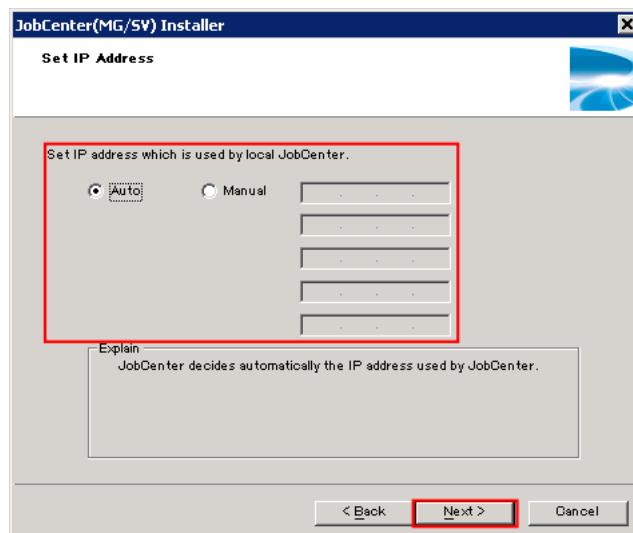 JobCenter(MG/SV) Installer
Set IP Address
Set IP address which is used by local JobCenter.
Auto Manual
Explain
JobCenter decides automatically the IP address used by JobCenter.
< Back Next > Cancel